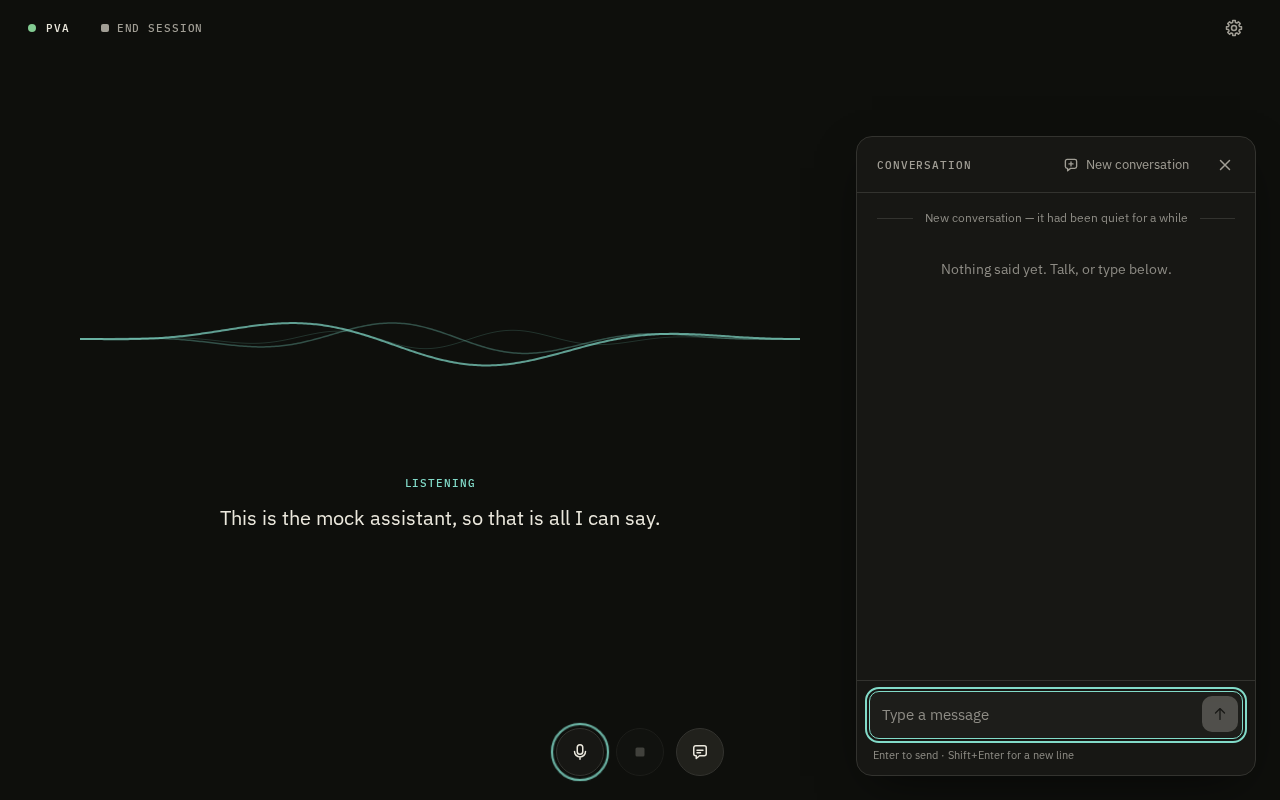 PVA
END SESSION
CONVERSATION
New conversation
New conversation — it had been quiet for a while
Nothing said yet. Talk, or type below.
LISTENING
This is the mock assistant, so that is all I can say.
Type a message
Enter to send · Shift+Enter for a new line